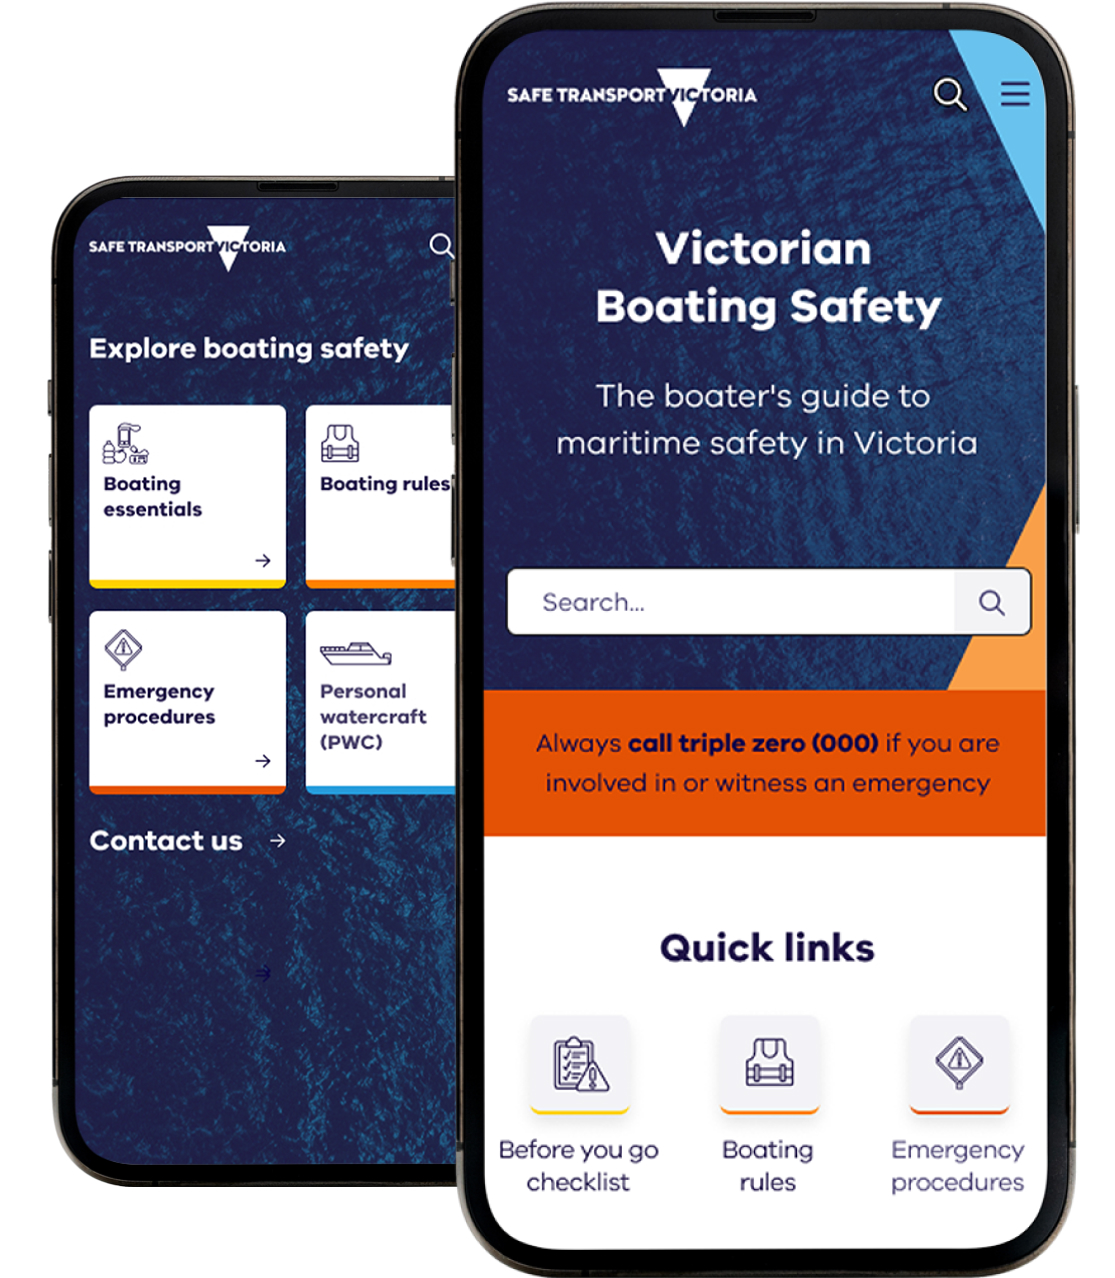 SAFE TRANSPORT VICTORIA
Explore boating safety
Boating
essentials
Boating rules
Emergency
procedures
Personal
watercraft
(PWC)
Contact us
SAFE TRANSPORT VICTORIA
Victorian
Boating Safety
The boater's guide to
maritime safety in Victoria
Search...
Always call triple zero (000) if you are
involved in or witness an emergency
Quick links
Before you go
checklist
Boating
rules
Emergency
procedures